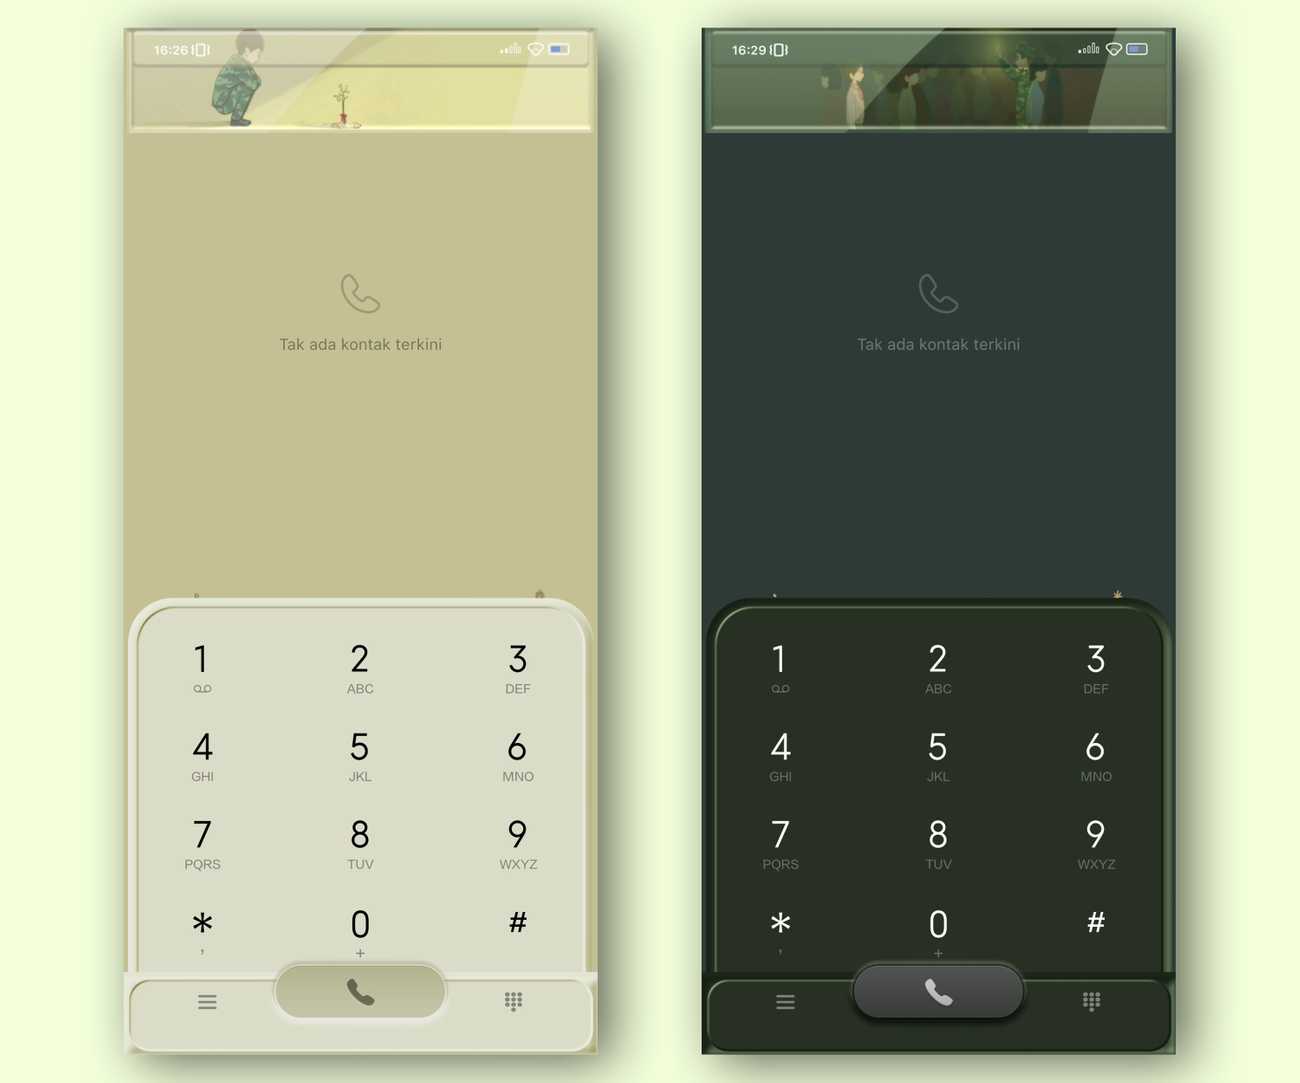 16:26
Tak ada kontak terkini
1 2 3
ABC DEF
4 5 6
GHI JKL MNO
7 8 9
PQRS TUV WXYZ
* 0 #
, +
16:29
Tak ada kontak terkini
1 2 3
ABC DEF
4 5 6
GHI JKL MNO
7 8 9
PQRS TUV WXYZ
* 0 #
, +